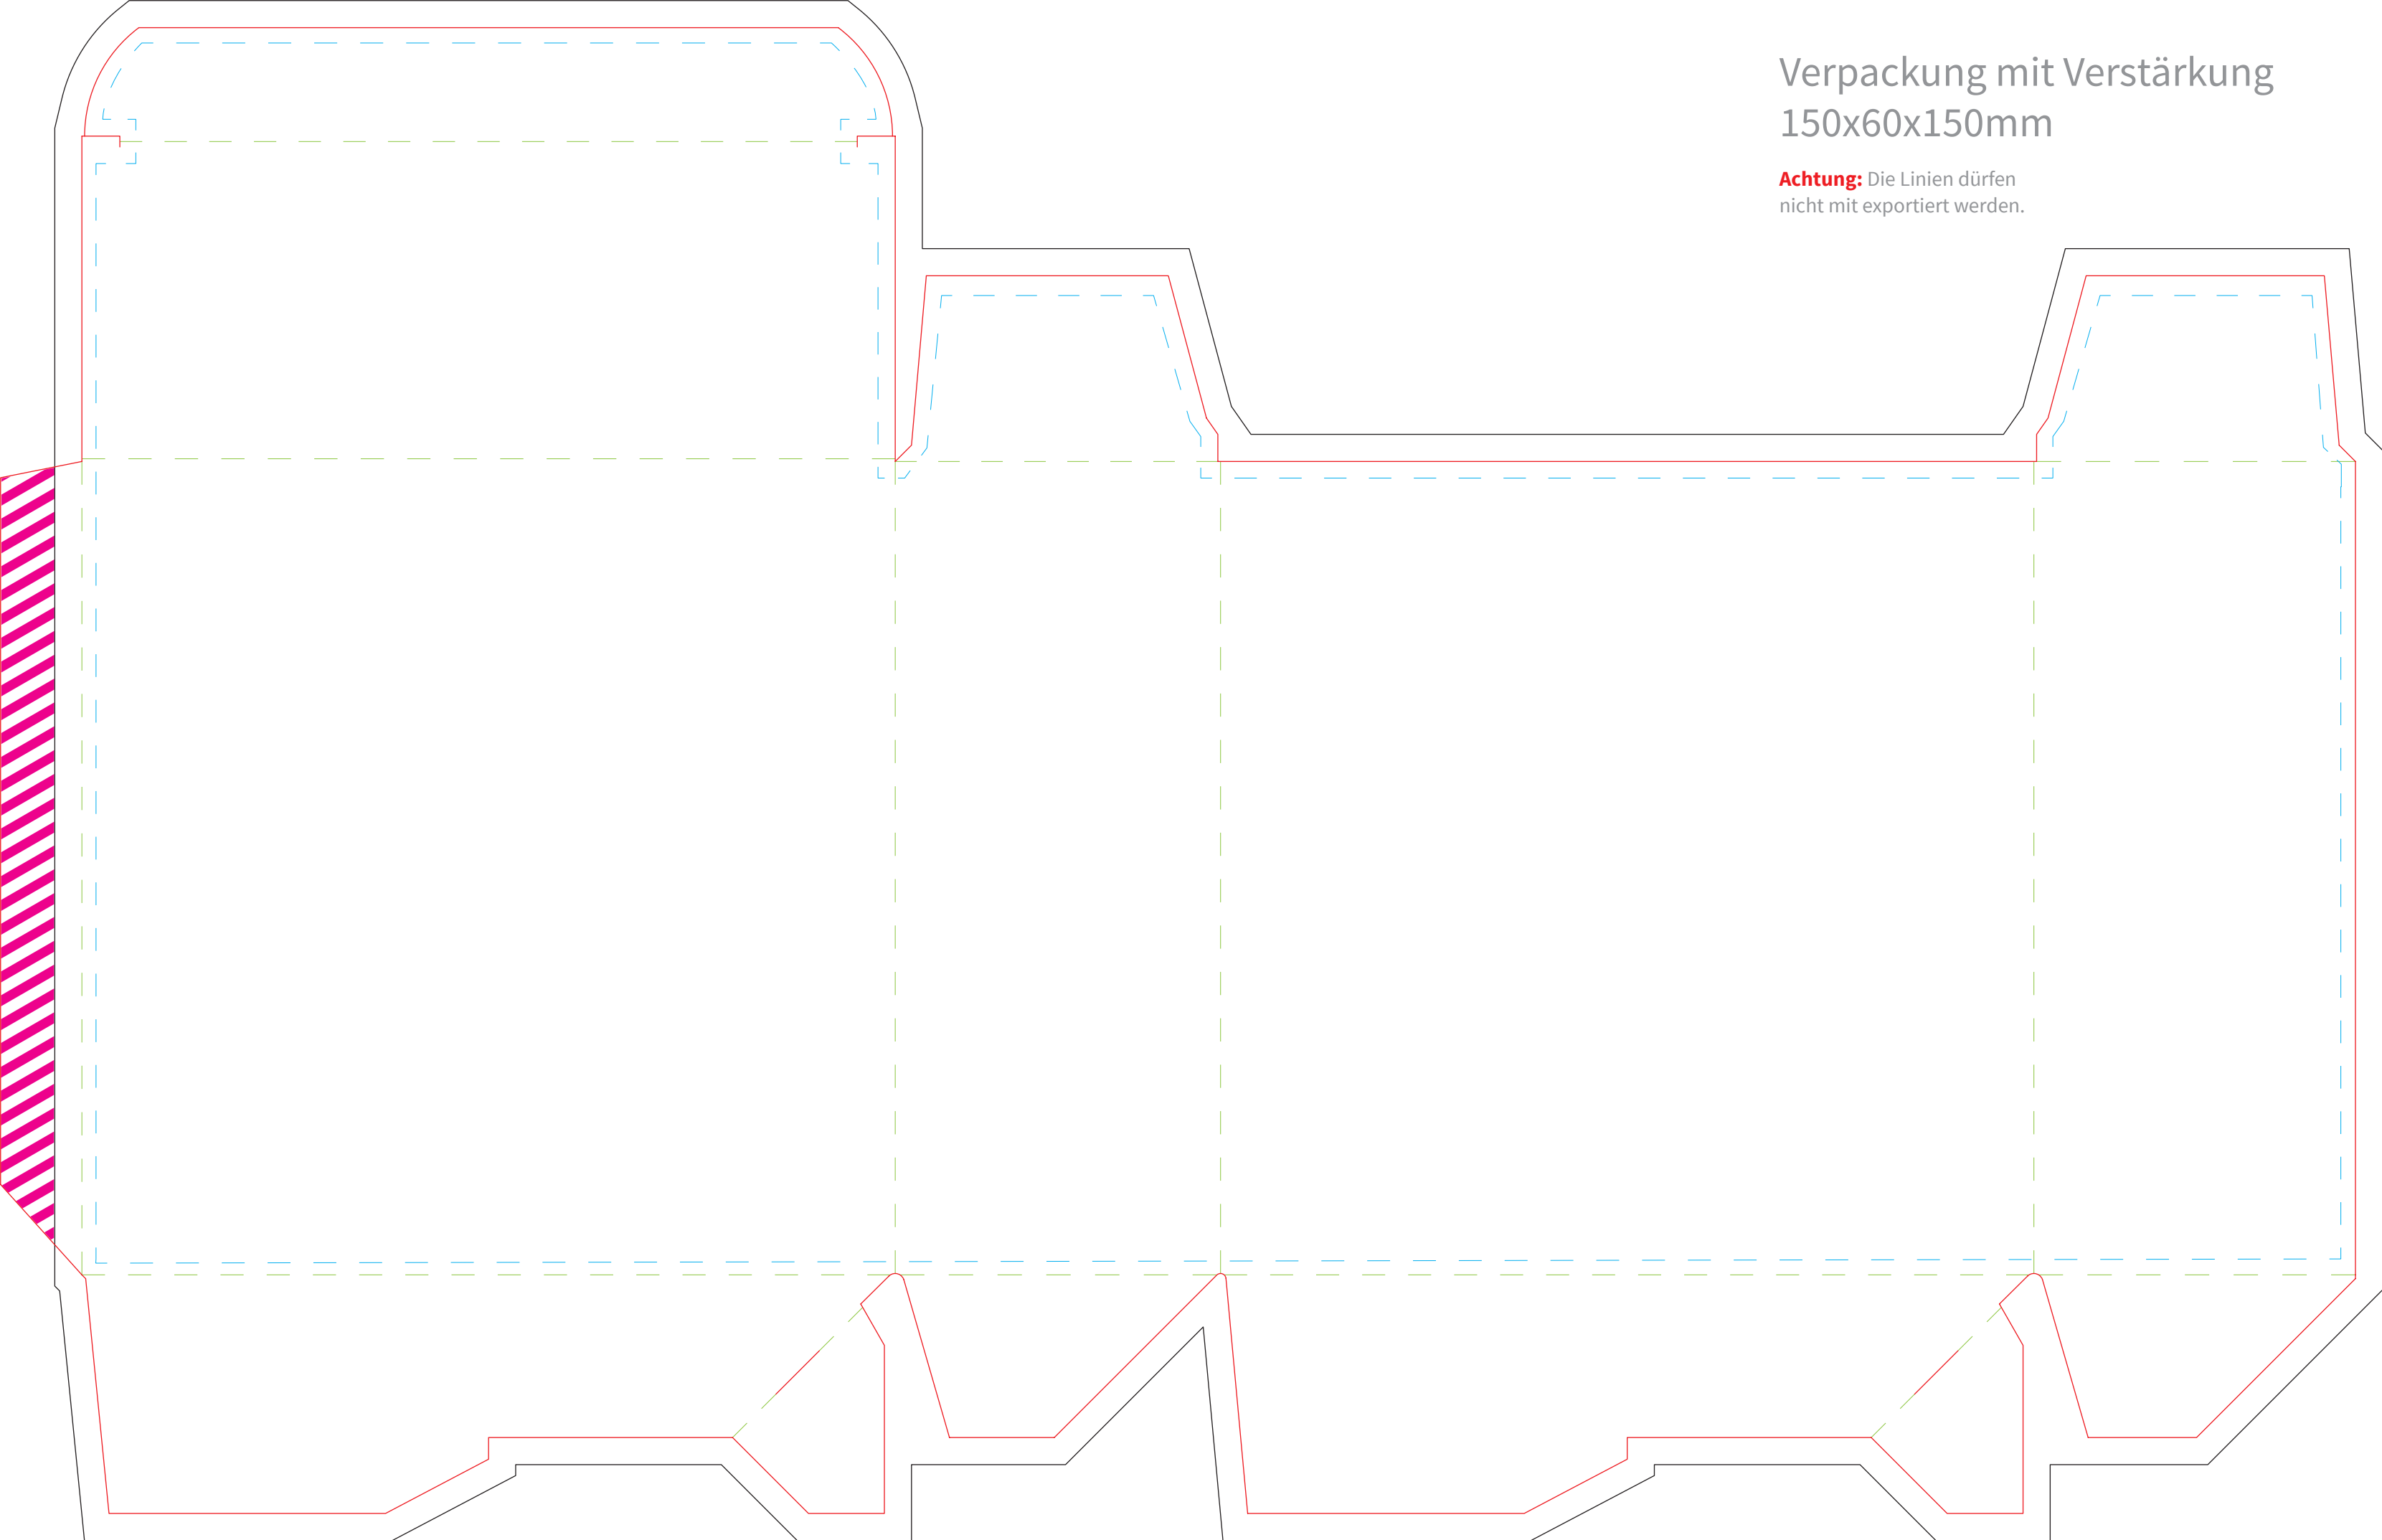 Verpackung mit Verstärkung
150x60x150mm
Achtung: Die Linien dürfen
nicht mit exportiert werden.